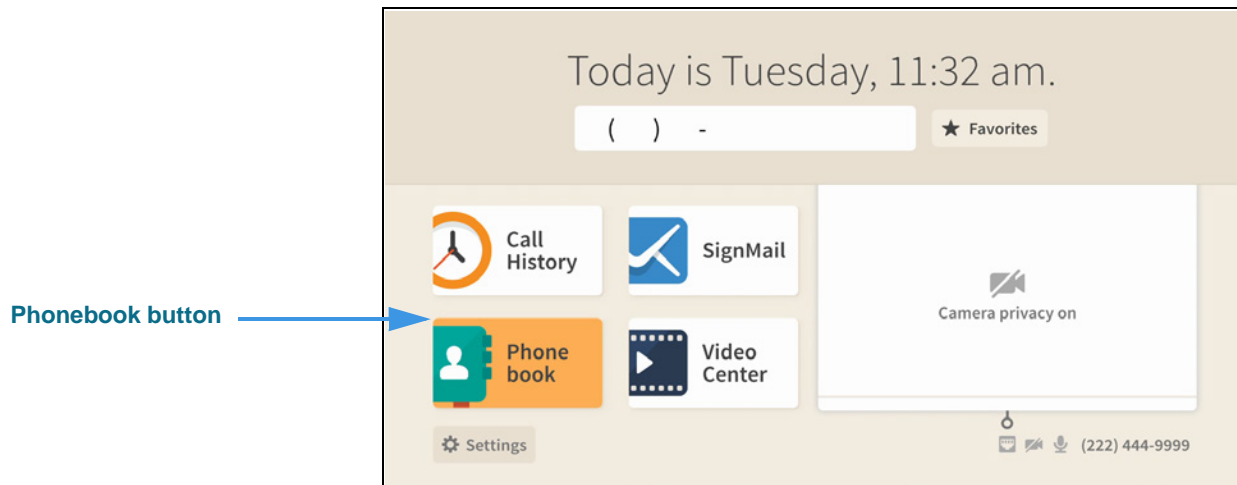 Today is Tuesday, 11:32 am.
( ) -
Favorites
Call
History
SignMail
Camera privacy on
Phonebook button
Phone
book
Video
Center
Settings
(222) 444-9999